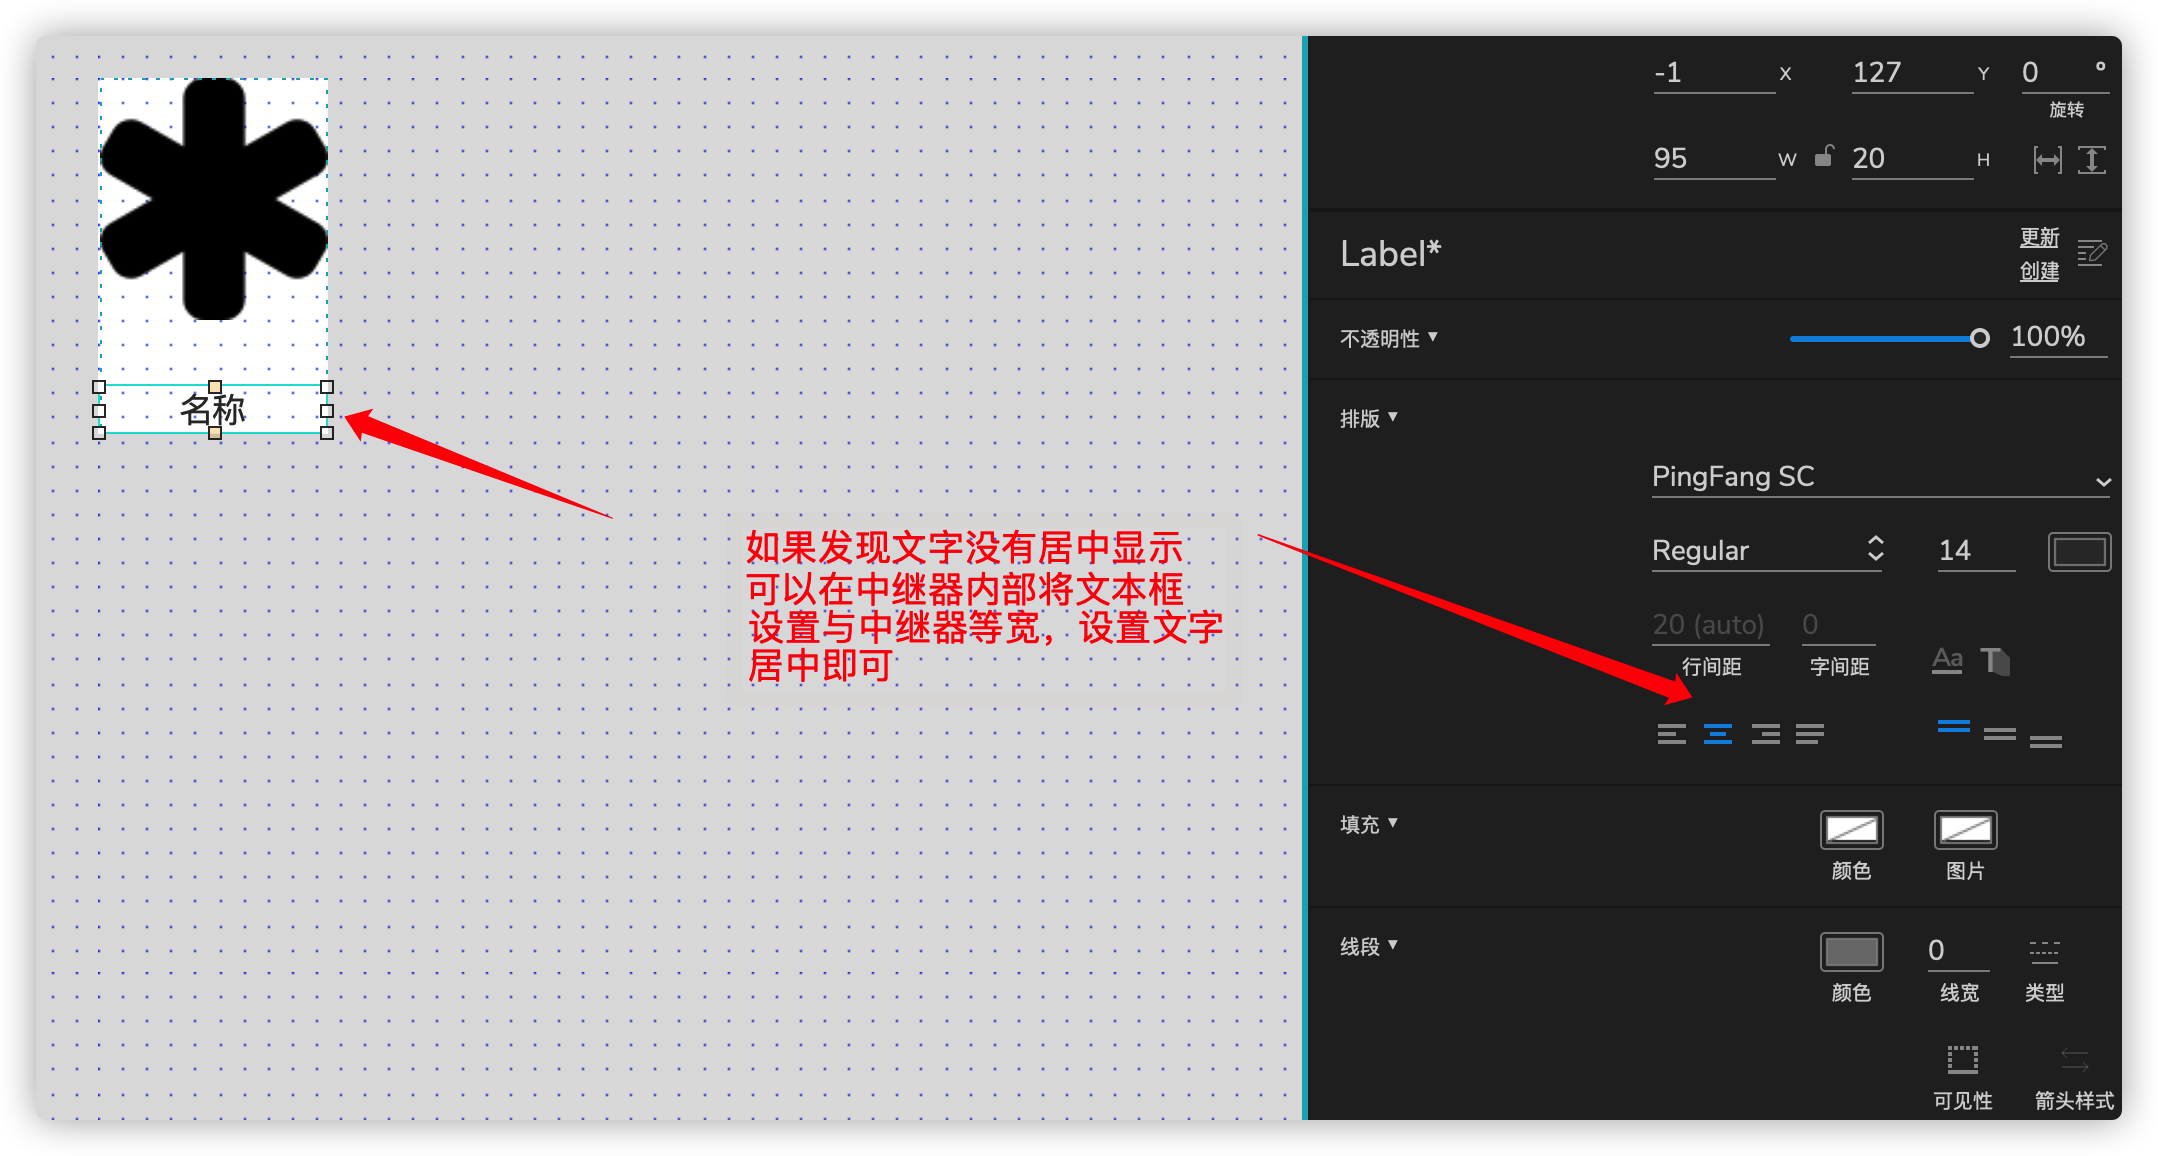 -1 X 127 Y 0 °
旋转
95 W 20 H
Label*
更新
创建
不透明性 100%
排版
PingFang SC
Regular 14
20 (auto) 0
行间距 字间距
Aa T
填充
颜色 图片
线段
0
颜色 线宽 类型
可见性 箭头样式
名称
如果发现文字没有居中显示
可以在中继器内部将文本框
设置与中继器等宽，设置文字
居中即可